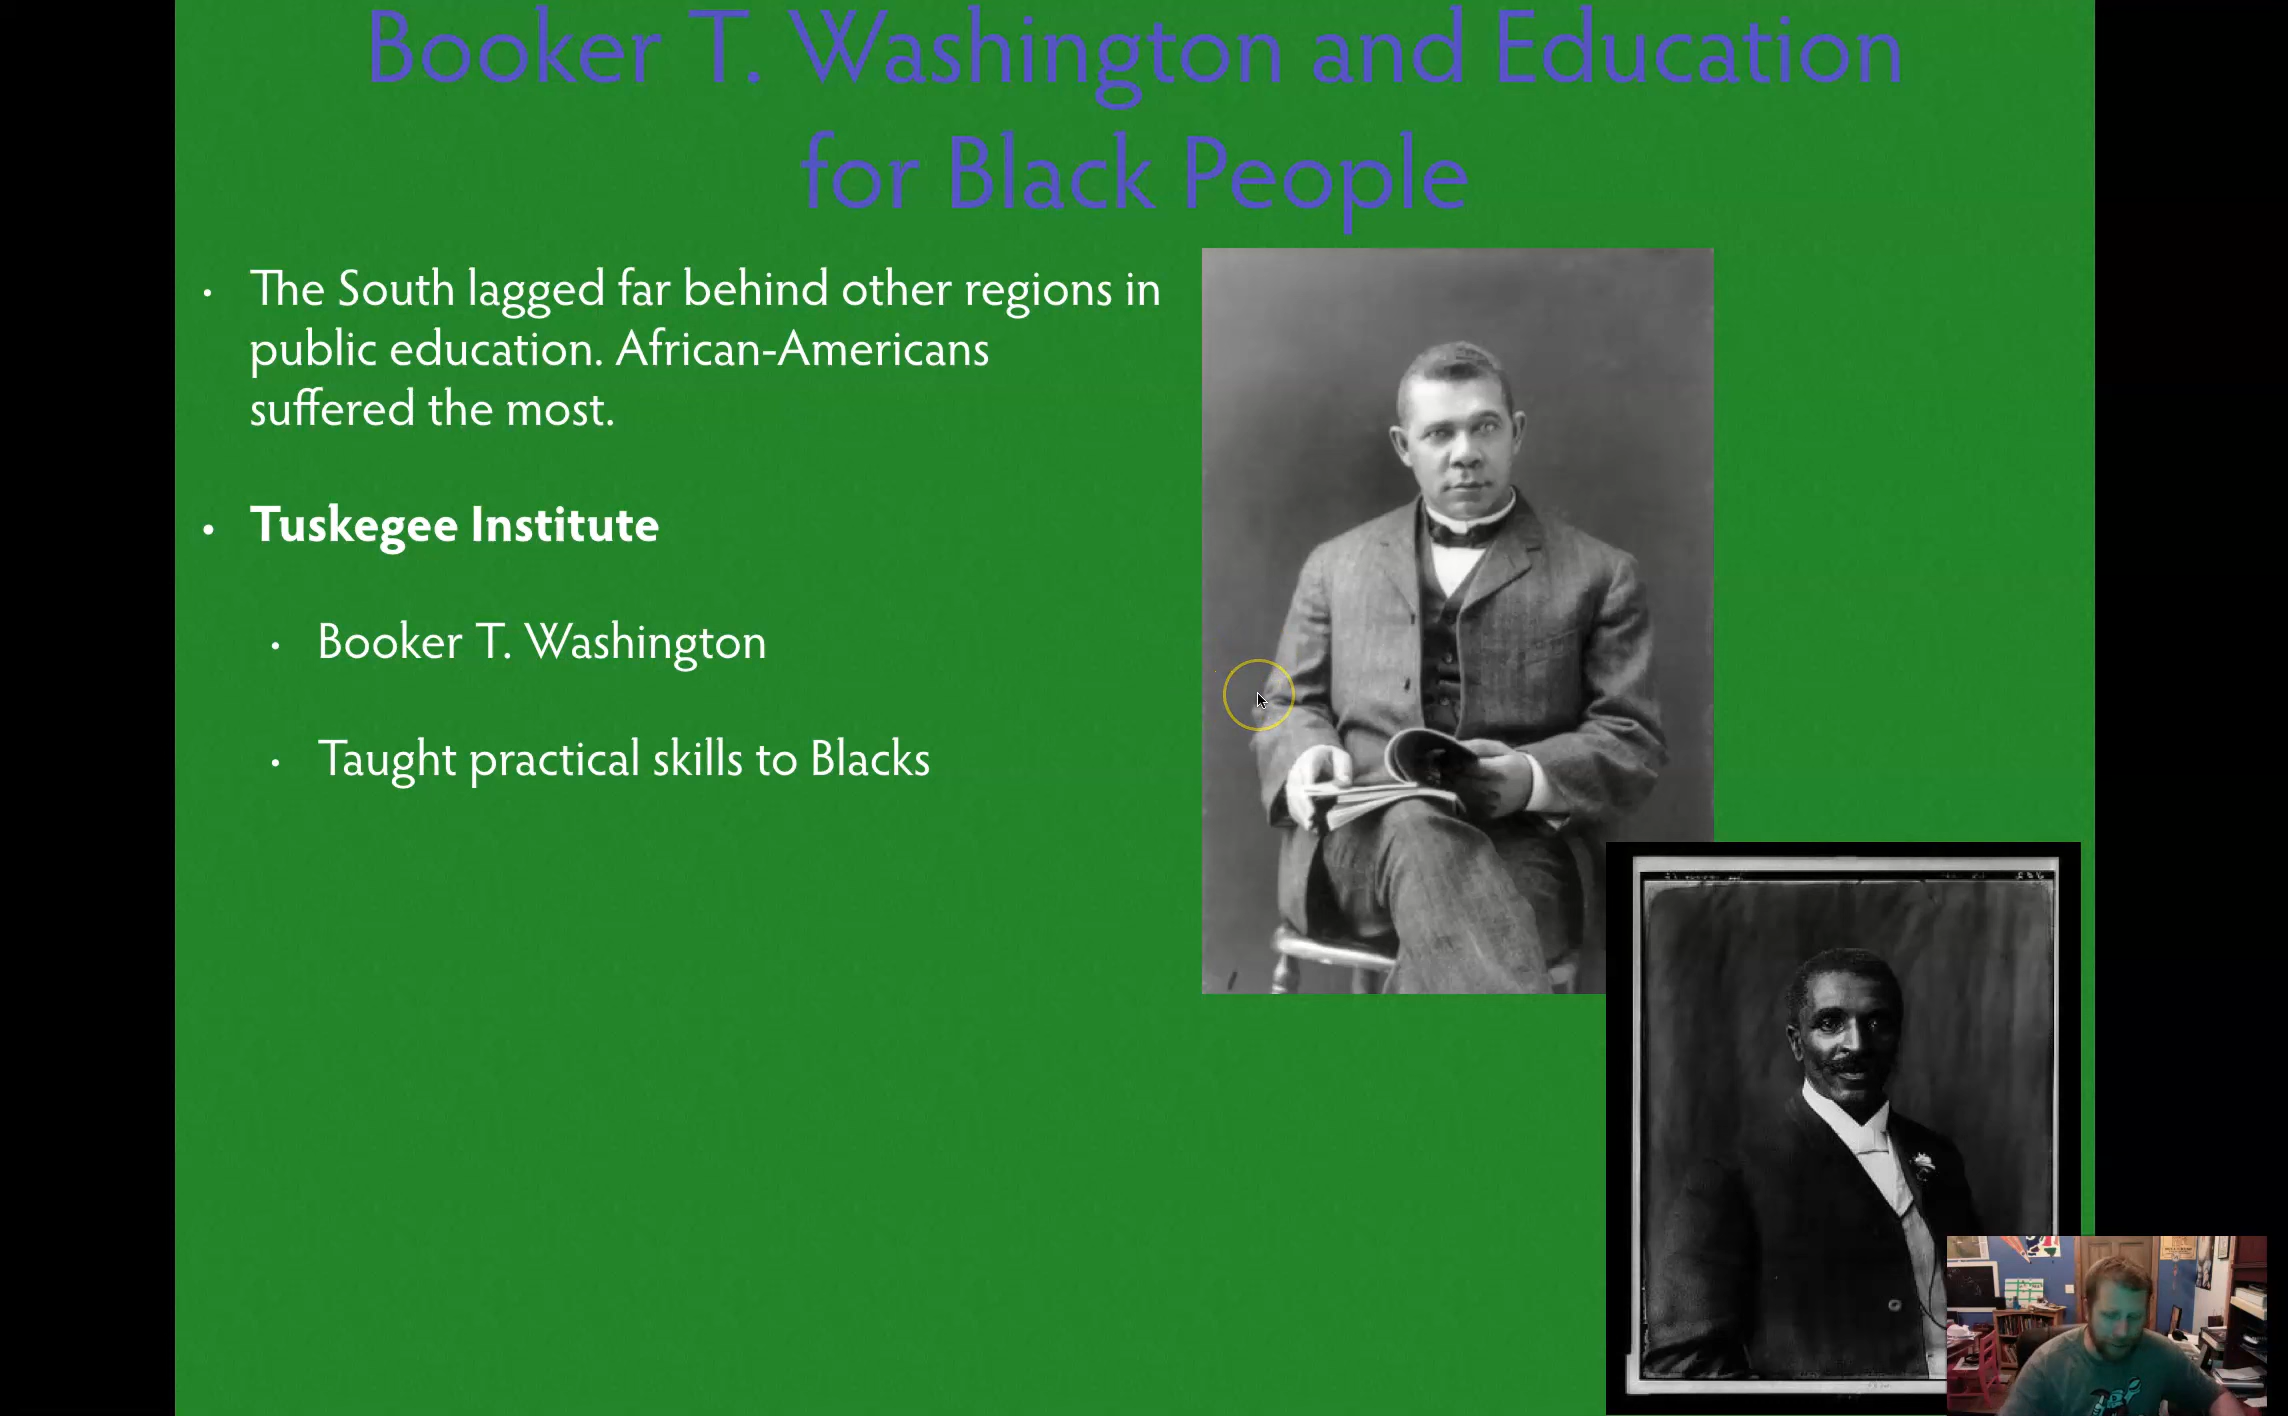 Booker T. Washington and Education
for Black People
• The South lagged far behind other regions in
public education. African-Americans
suffered the most.
• Tuskegee Institute
• Booker T. Washington
• Taught practical skills to Blacks